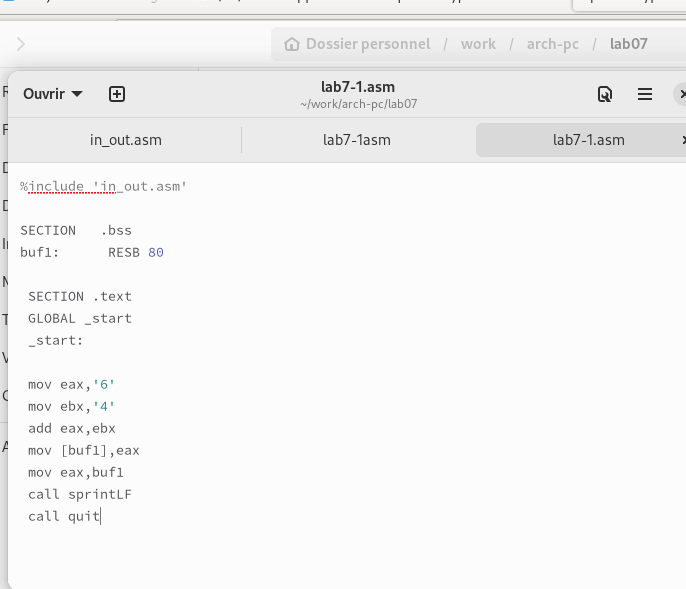 Dossier personnel / work / arch-pc / lab07
Ouvrir
lab7-1.asm
~/work/arch-pc/lab07
in_out.asm
lab7-1asm
lab7-1.asm
%include 'in_out.asm'
SECTION .bss
buf1: RESB 80
SECTION .text
GLOBAL _start
_start:
mov eax,'6'
mov ebx,'4'
add eax,ebx
mov [buf1],eax
mov eax,buf1
call sprintLF
call quit